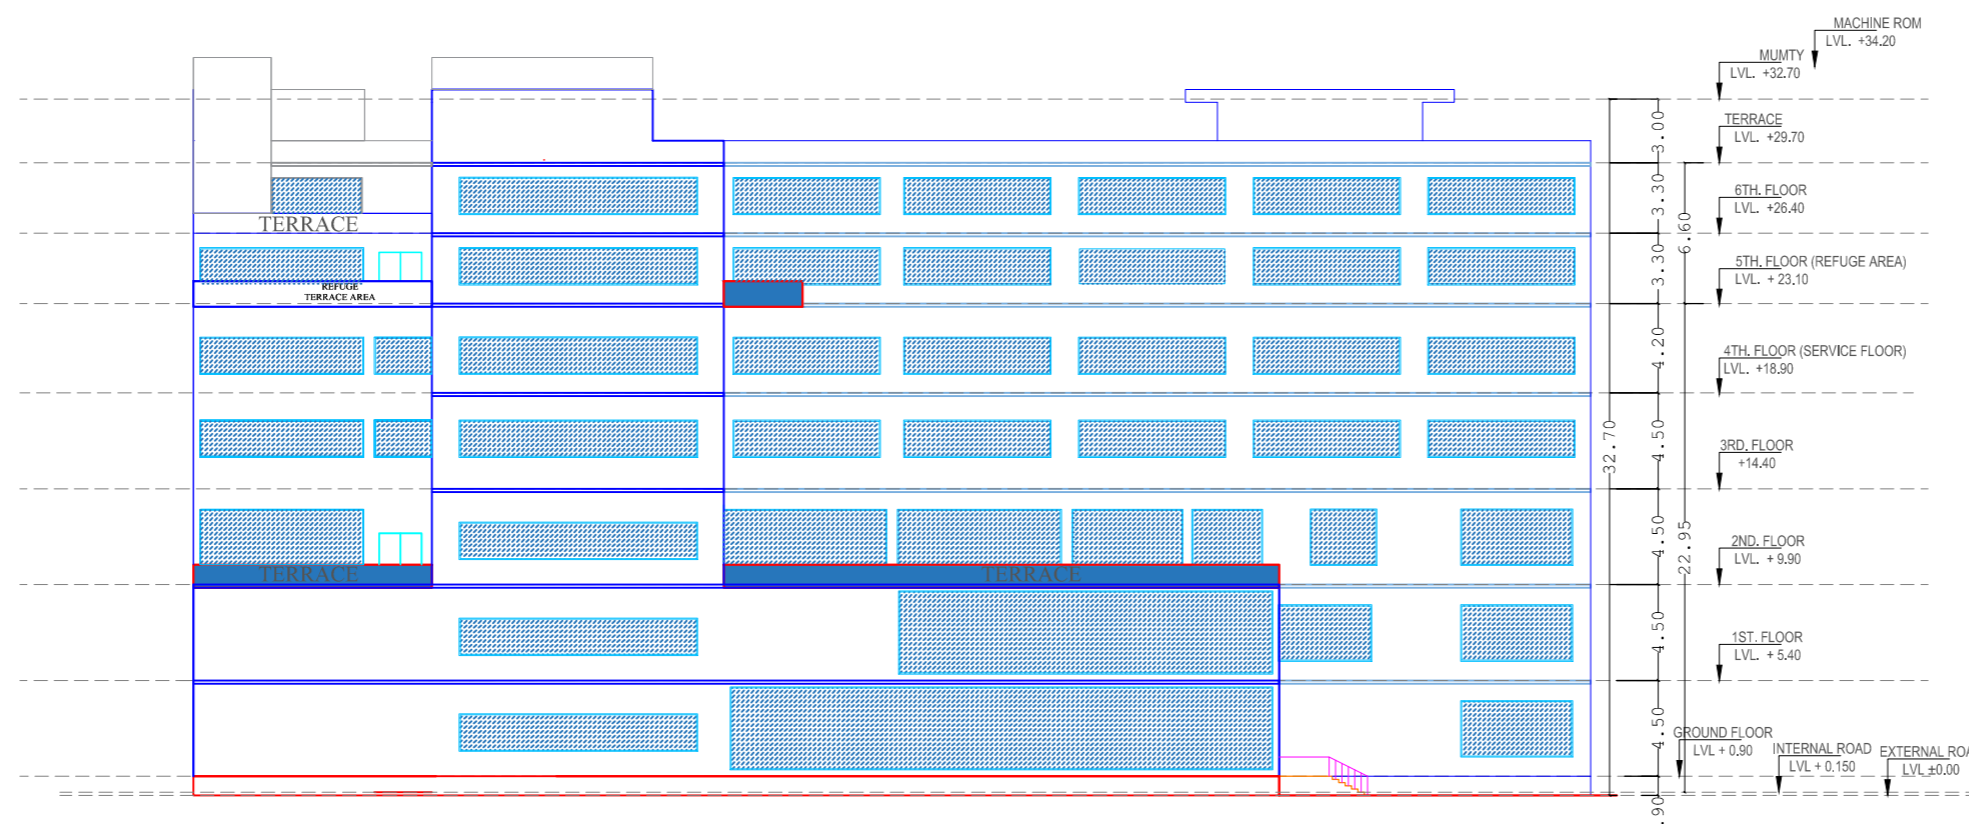 MACHINE ROM
LVL. +34.20
MUMTY
LVL. +32.70
TERRACE
LVL. +29.70
6TH. FLOOR
LVL. +26.40
5TH. FLOOR (REFUGE AREA)
LVL. + 23.10
4TH. FLOOR (SERVICE FLOOR)
LVL. +18.90
3RD. FLOOR
+14.40
2ND. FLOOR
LVL. + 9.90
1ST. FLOOR
LVL. + 5.40
GROUND FLOOR
LVL + 0.90
INTERNAL ROAD
LVL + 0.150
EXTERNAL ROA
LVL ±0.00
3.00
3.30
3.30
4.20
4.50
4.50
4.50
4.50
.90
6.60
22.95
32.70
TERRACE
REFUGE
TERRACE AREA
TERRACE
TERRACE